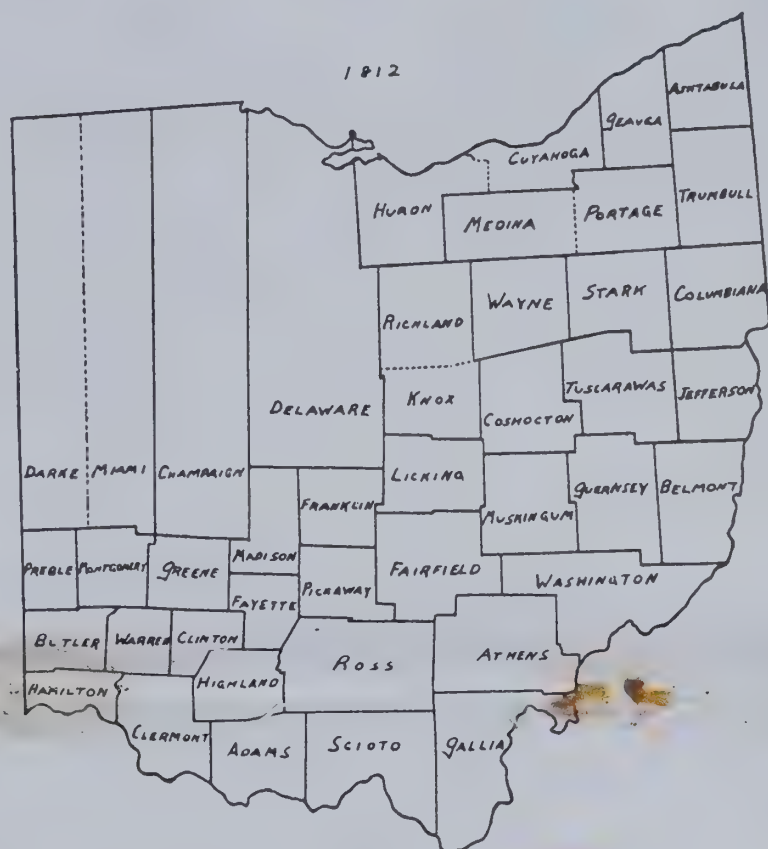 1812
ASHTABULA
GEAUGA
CUYAHOGA
TRUMBULL
PORTAGE
HURON
MEDINA
COLUMBIANA
STARK
WAYNE
RICHLAND
TUSCARAWAS
JEFFERSON
KNOX
DELAWARE
COSHOCTON
DARKE
MIAMI
CHAMPAIGN
LICKING
GUERNSEY
BELMONT
FRANKLIN
MUSKINGUM
MADISON
PREBLE
MONTGOMERY
GREENE
FAIRFIELD
WASHINGTON
PICKAWAY
FAYETTE
BUTLER
WARREN
CLINTON
ROSS
ATHENS
HAMILTON
HIGHLAND
CLERMONT
ADAMS
SCIOTO
GALLIA